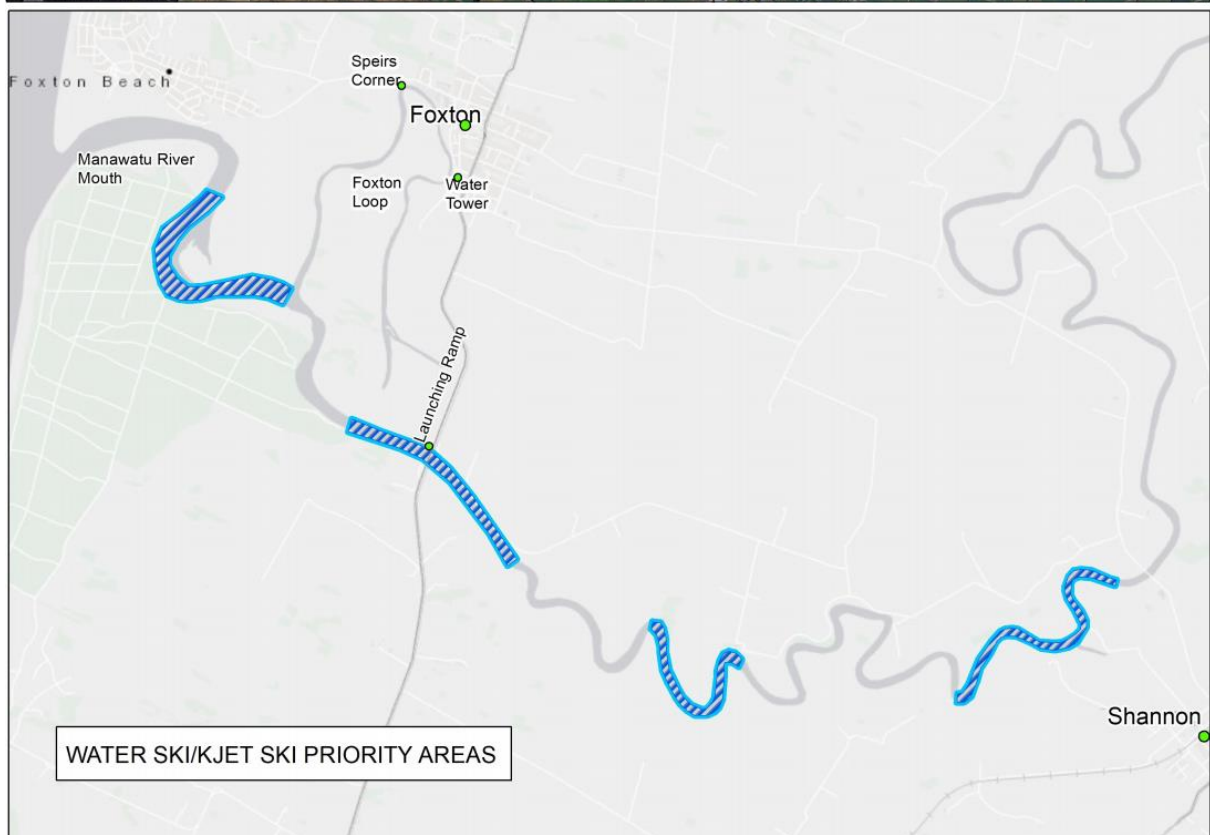 Speirs
Corner
Foxton Beach
Foxton
Manawatu River
Mouth
Foxton
Loop
Water
Tower
Launching Ramp
Shannon
WATER SKI/KJET SKI PRIORITY AREAS